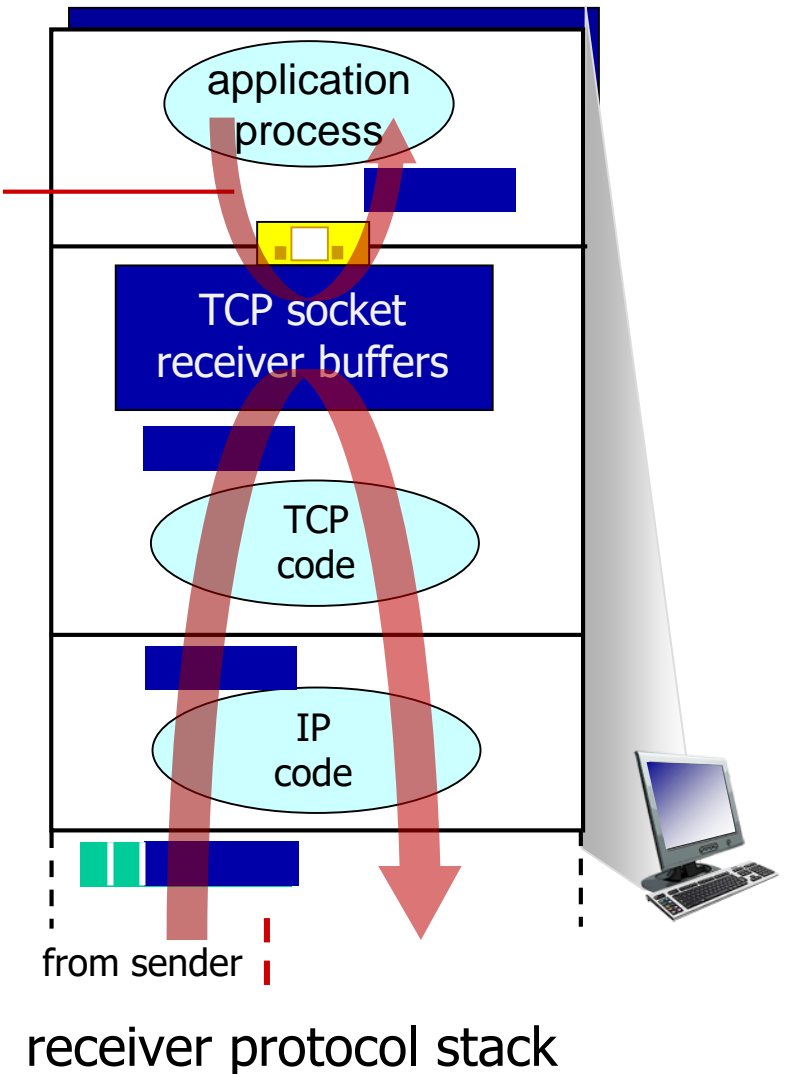 application
process
TCP socket
receiver buffers
TCP
code
IP
code
from sender
receiver protocol stack